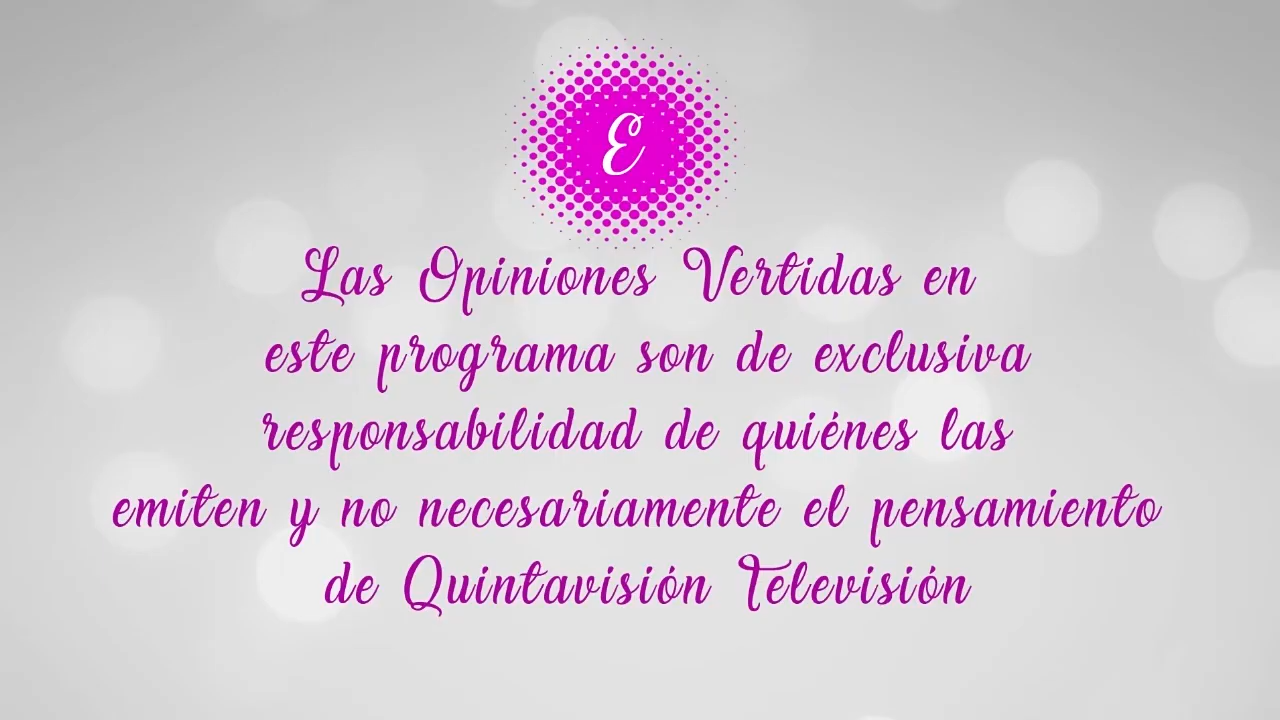 E
Las Opiniones Vertidas en
este programa son de exclusiva
responsabilidad de quiénes las
emiten y no necesariamente el pensamiento
de Quintavisión Televisión